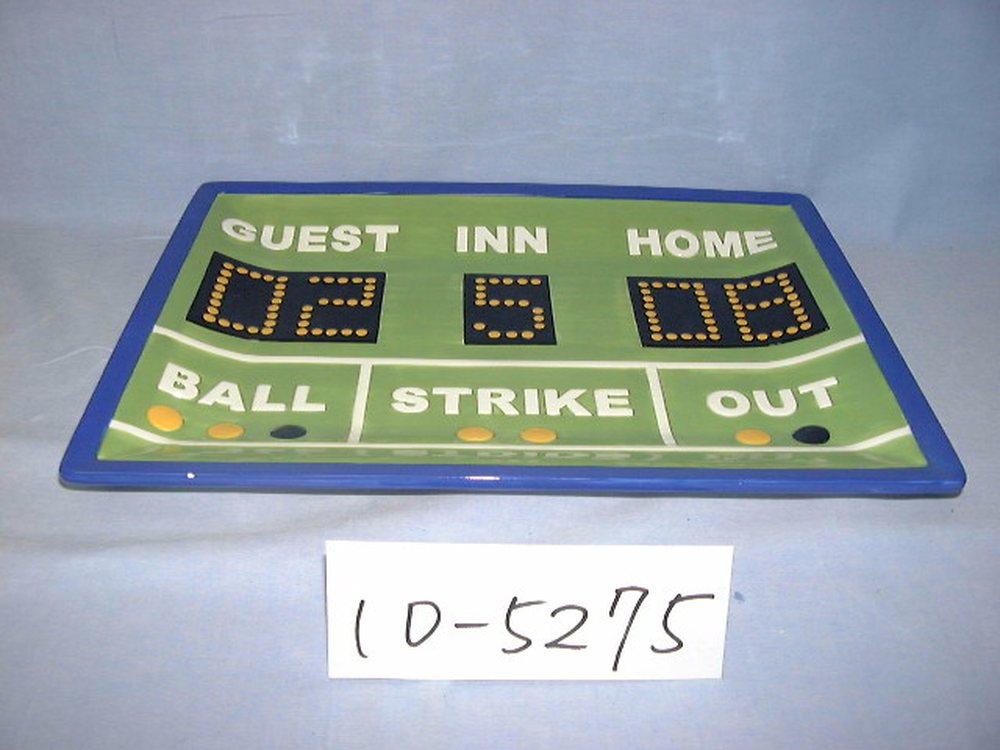 GUEST INN HOME
02 5 08
BALL STRIKE OUT
10-5275